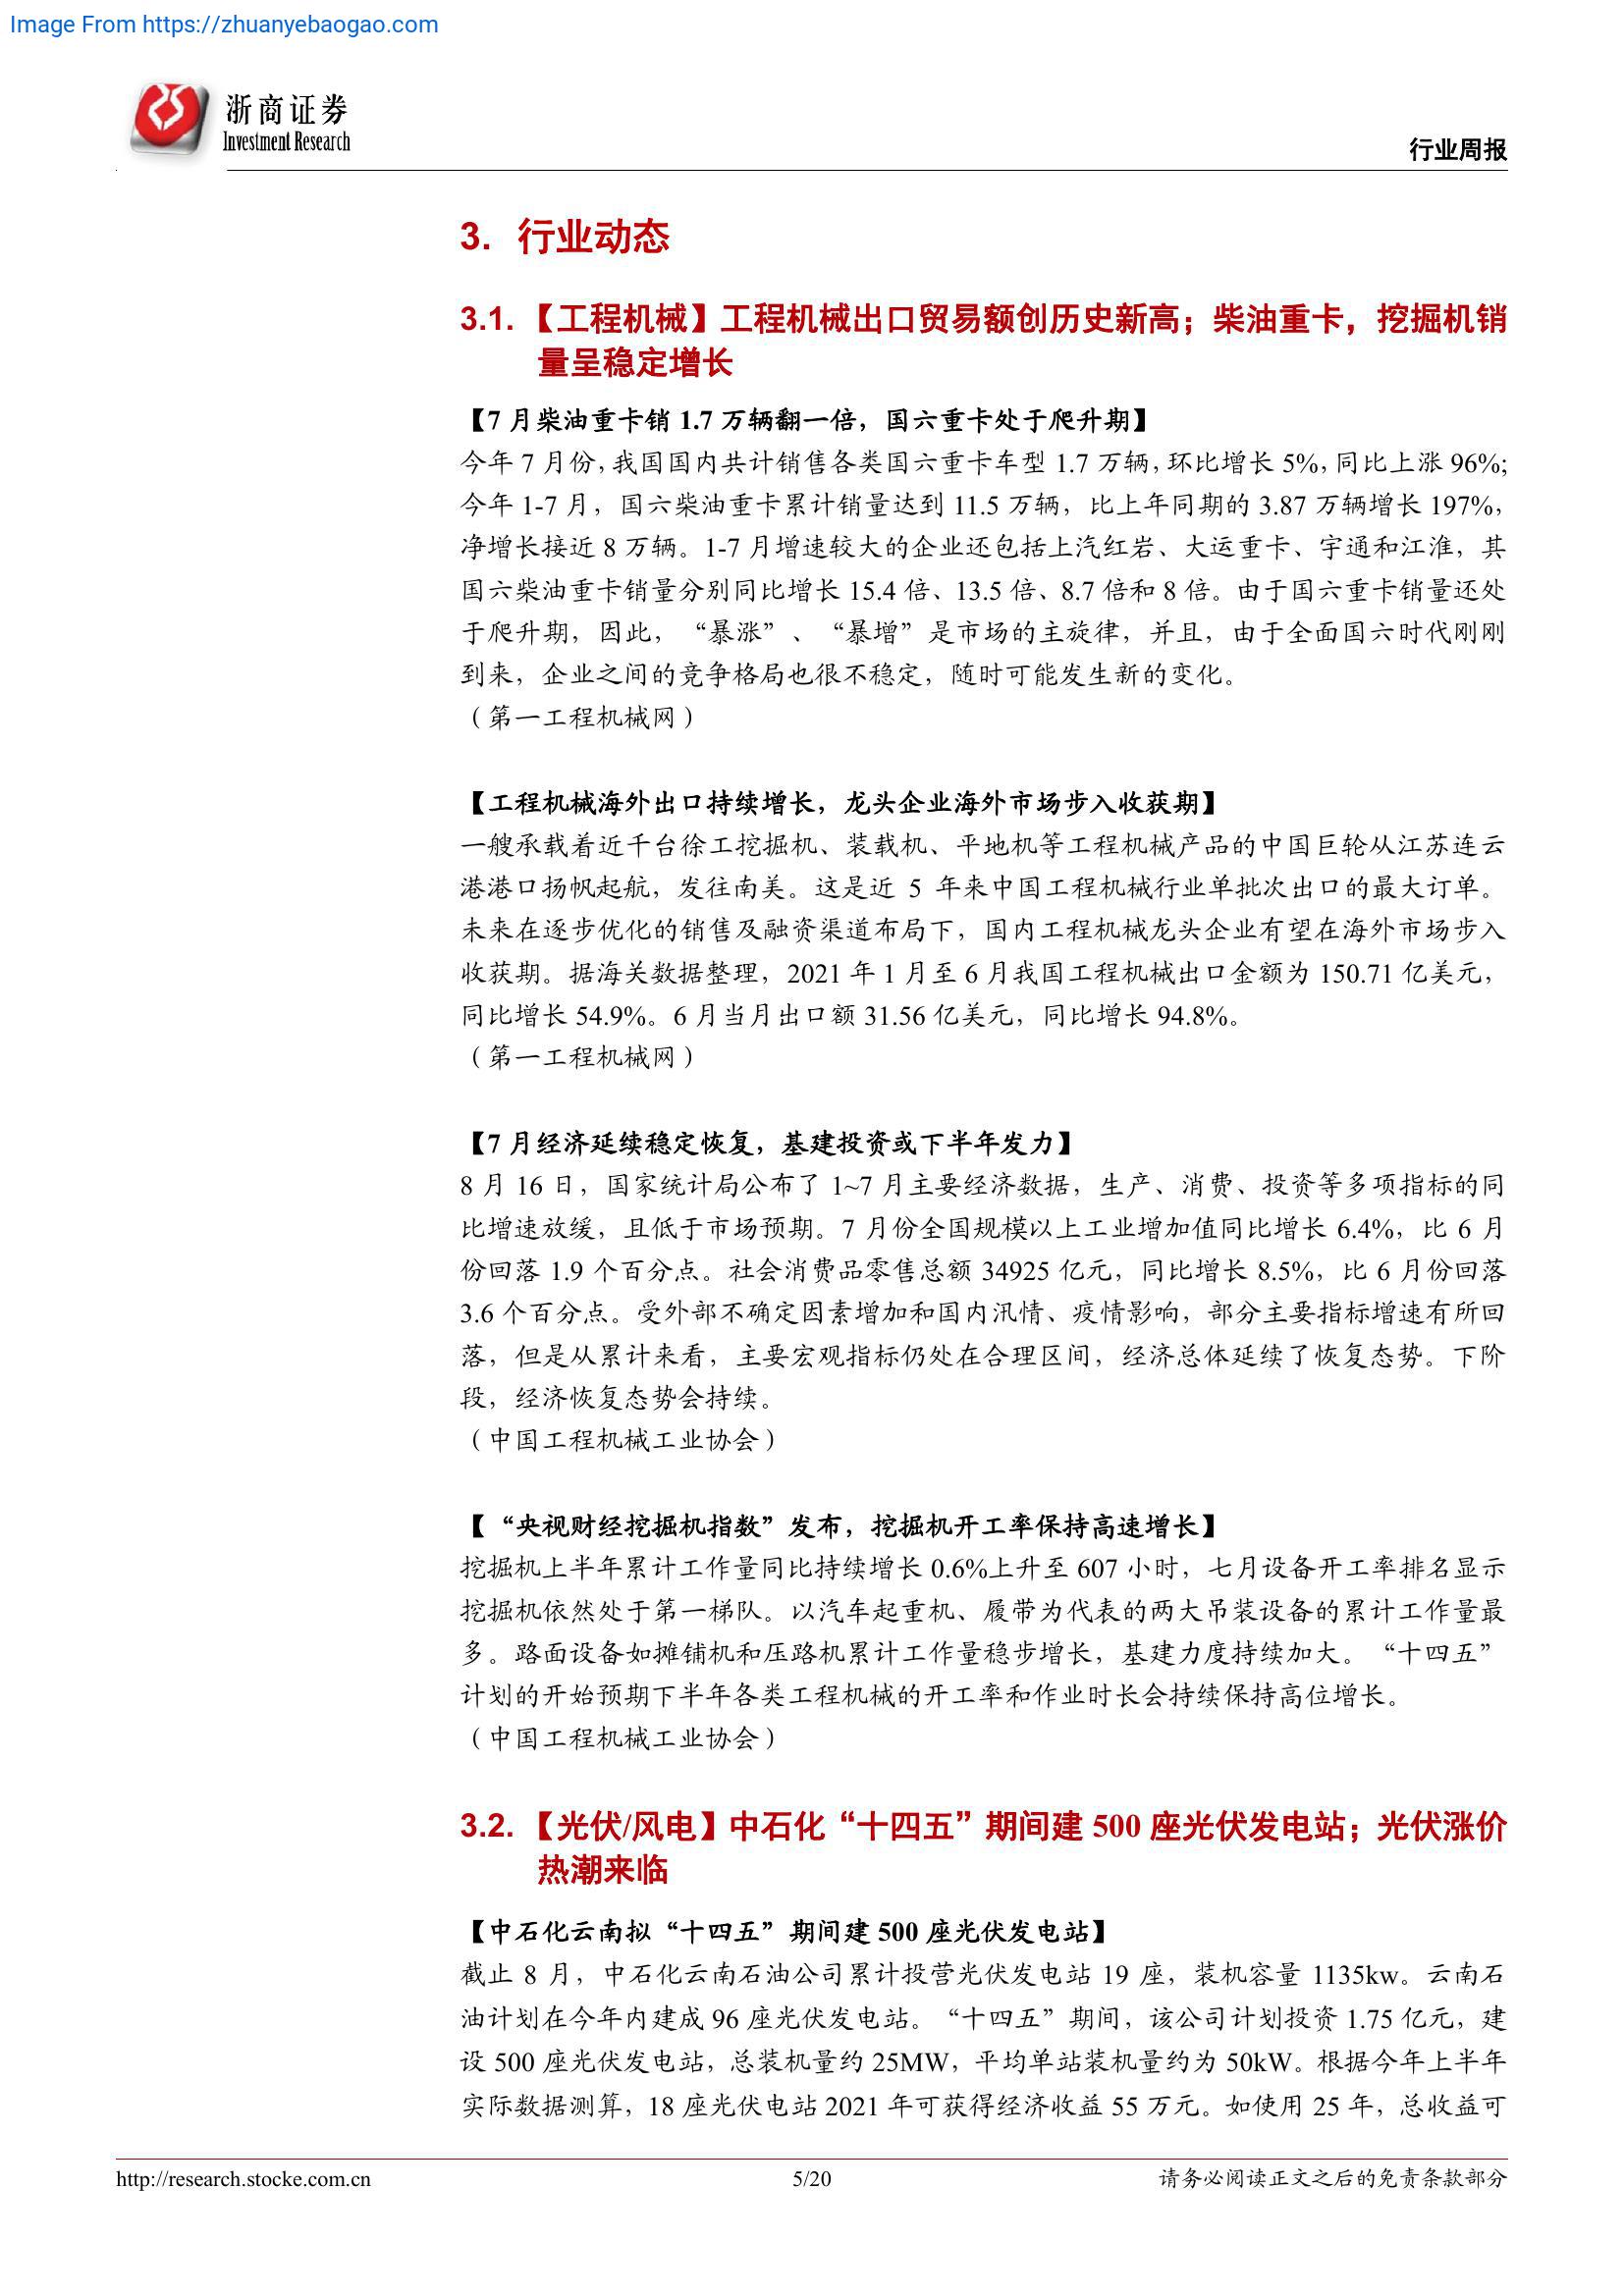 Image From https://zhuanyebaogao.com
浙商证券
Investment Research
行业周报
3. 行业动态
3.1. 【工程机械】工程机械出口贸易额创历史新高；柴油重卡，挖掘机销
量呈稳定增长
【7 月柴油重卡销 1.7 万辆翻一倍，国六重卡处于爬升期】
今年 7 月份，我国国内共计销售各类国六重卡车型 1.7 万辆，环比增长 5%，同比上涨 96%；
今年 1-7 月，国六柴油重卡累计销量达到 11.5 万辆，比上年同期的 3.87 万辆增长 197%，
净增长接近 8 万辆。1-7 月增速较大的企业还包括上汽红岩、大运重卡、宇通和江淮，其
国六柴油重卡销量分别同比增长 15.4 倍、13.5 倍、8.7 倍和 8 倍。由于国六重卡销量还处
于爬升期，因此，“暴涨”、“暴增”是市场的主旋律，并且，由于全面国六时代刚刚
到来，企业之间的竞争格局也很不稳定，随时可能发生新的变化。
（第一工程机械网）
【工程机械海外出口持续增长，龙头企业海外市场步入收获期】
一艘承载着近千台徐工挖掘机、装载机、平地机等工程机械产品的中国巨轮从江苏连云
港港口扬帆起航，发往南美。这是近 5 年来中国工程机械行业单批次出口的最大订单。
未来在逐步优化的销售及融资渠道布局下，国内工程机械龙头企业有望在海外市场步入
收获期。据海关数据整理，2021 年 1 月至 6 月我国工程机械出口金额为 150.71 亿美元，
同比增长 54.9%。6 月当月出口额 31.56 亿美元，同比增长 94.8%。
（第一工程机械网）
【7 月经济延续稳定恢复，基建投资或下半年发力】
8 月 16 日，国家统计局公布了 1~7 月主要经济数据，生产、消费、投资等多项指标的同
比增速放缓，且低于市场预期。7 月份全国规模以上工业增加值同比增长 6.4%，比 6 月
份回落 1.9 个百分点。社会消费品零售总额 34925 亿元，同比增长 8.5%，比 6 月份回落
3.6 个百分点。受外部不确定因素增加和国内汛情、疫情影响，部分主要指标增速有所回
落，但是从累计来看，主要宏观指标仍处在合理区间，经济总体延续了恢复态势。下阶
段，经济恢复态势会持续。
（中国工程机械工业协会）
【“央视财经挖掘机指数”发布，挖掘机开工率保持高速增长】
挖掘机上半年累计工作量同比持续增长 0.6%上升至 607 小时，七月设备开工率排名显示
挖掘机依然处于第一梯队。以汽车起重机、履带为代表的两大吊装设备的累计工作量最
多。路面设备如摊铺机和压路机累计工作量稳步增长，基建力度持续加大。“十四五”
计划的开始预期下半年各类工程机械的开工率和作业时长会持续保持高位增长。
（中国工程机械工业协会）
3.2. 【光伏/风电】中石化“十四五”期间建 500 座光伏发电站；光伏涨价
热潮来临
【中石化云南拟“十四五”期间建 500 座光伏发电站】
截止 8 月，中石化云南石油公司累计投营光伏发电站 19 座，装机容量 1135kw。云南石
油计划在今年内建成 96 座光伏发电站。“十四五”期间，该公司计划投资 1.75 亿元，建
设 500 座光伏发电站，总装机量约 25MW，平均单站装机量约为 50kW。根据今年上半年
实际数据测算，18 座光伏电站 2021 年可获得经济收益 55 万元。如使用 25 年，总收益可
http://research.stocke.com.cn
5/20
请务必阅读正文之后的免责条款部分